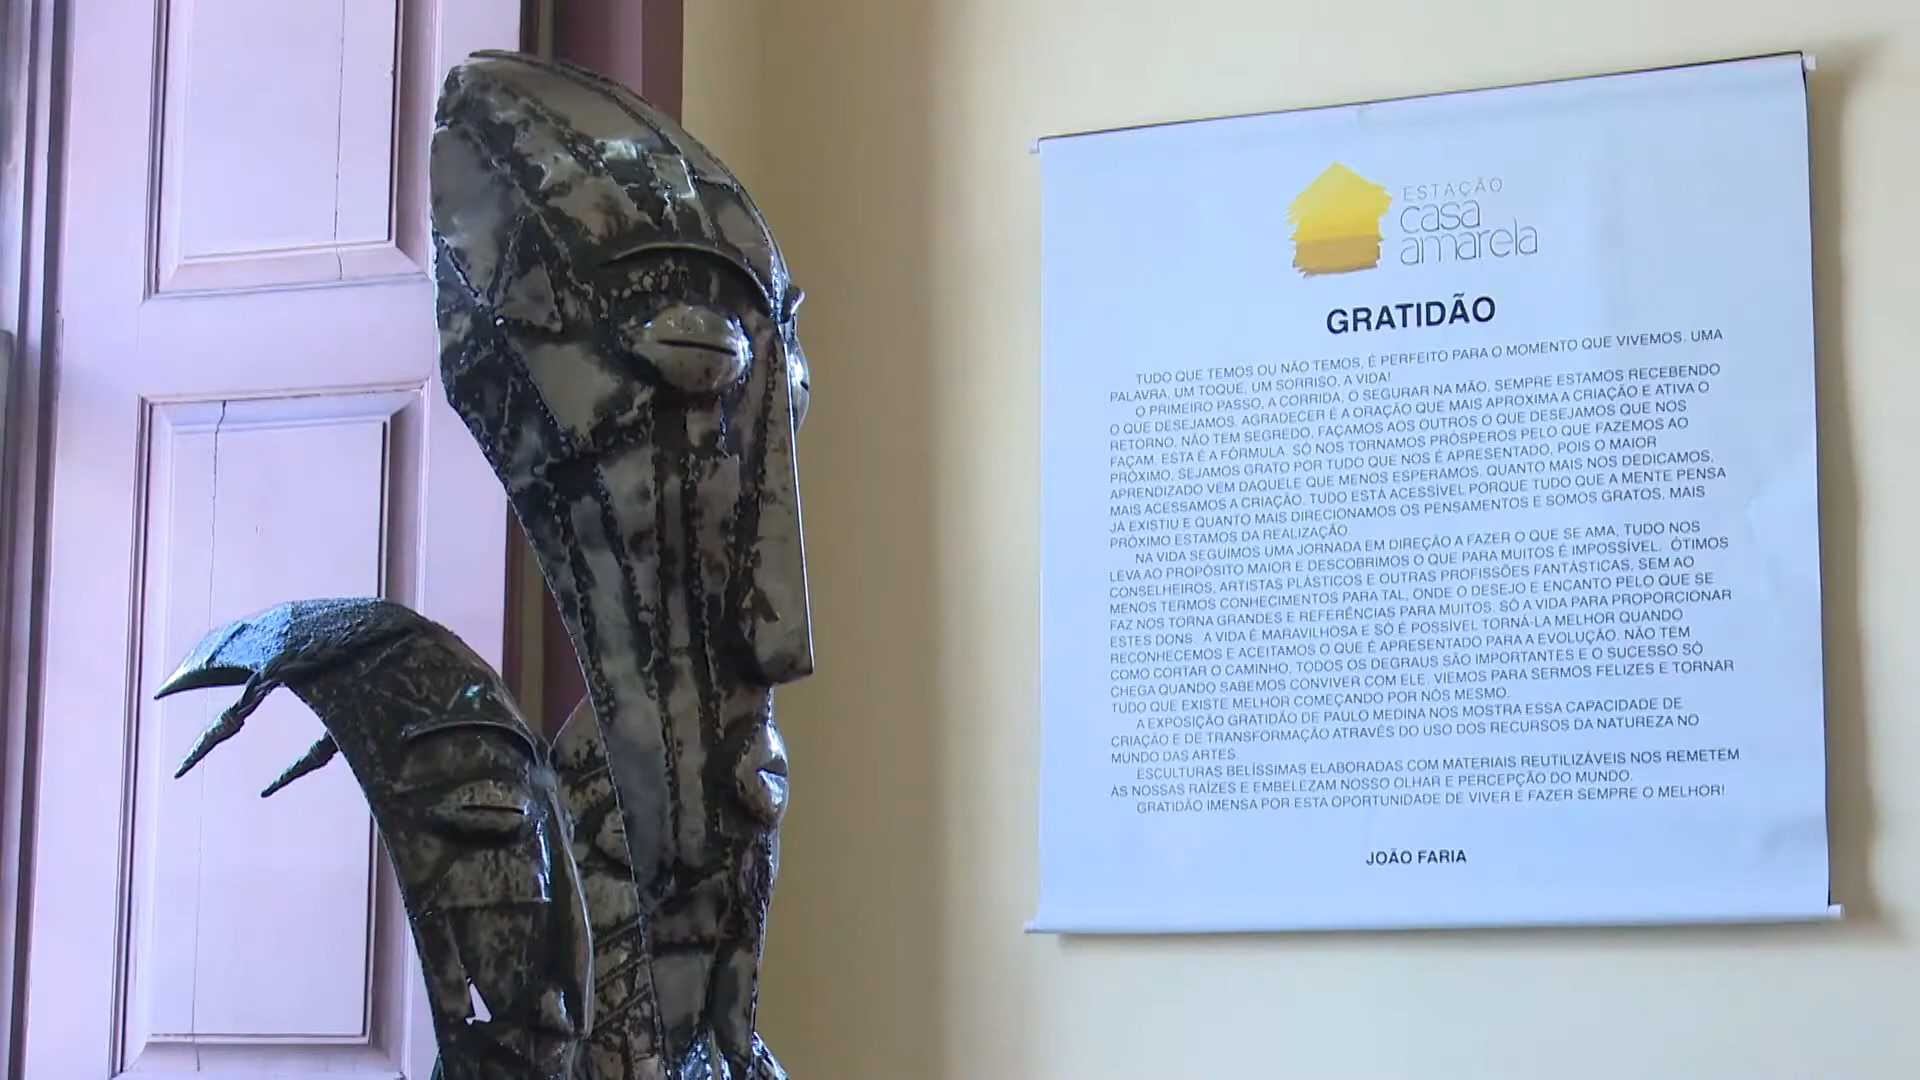 ESTAÇÃO
casa
amarela
GRATIDÃO
TUDO QUE TEMOS OU NÃO TEMOS, É PERFEITO PARA O MOMENTO QUE VIVEMOS. UMA
PALAVRA, UM TOQUE, UM SORRISO, A VIDA!
O PRIMEIRO PASSO, A CORRIDA, O SEGURAR NA MÃO, SEMPRE ESTAMOS RECEBENDO
O QUE DESEJAMOS. AGRADECER É A ORAÇÃO QUE MAIS APROXIMA A CRIAÇÃO E ATIVA O
RETORNO, NÃO TEM SEGREDO, FAÇAMOS AOS OUTROS O QUE DESEJAMOS QUE NOS
FAÇAM. ESTA É A FÔRMULA. SÓ NOS TORNAMOS PRÓSPEROS PELO QUE FAZEMOS AO
PRÓXIMO, SEJAMOS GRATO POR TUDO QUE NOS É APRESENTADO, POIS O MAIOR
APRENDIZADO VEM DAQUELE QUE MENOS ESPERAMOS. QUANTO MAIS NOS DEDICAMOS,
MAIS ACESSAMOS A CRIAÇÃO, TUDO ESTÁ ACESSÍVEL PORQUE TUDO QUE A MENTE PENSA
JÁ EXISTIU E QUANTO MAIS DIRECIONAMOS OS PENSAMENTOS E SOMOS GRATOS, MAIS
PRÓXIMO ESTAMOS DA REALIZAÇÃO.
NA VIDA SEGUIMOS UMA JORNADA EM DIREÇÃO A FAZER O QUE SE AMA, TUDO NOS
LEVA AO PROPÓSITO MAIOR E DESCOBRIMOS O QUE PARA MUITOS É IMPOSSÍVEL. ÓTIMOS
CONSELHEIROS, ARTISTAS PLÁSTICOS E OUTRAS PROFISSÕES FANTÁSTICAS, SEM AO
MENOS TERMOS CONHECIMENTOS PARA TAL, ONDE O DESEJO E ENCANTO PELO QUE SE
FAZ NOS TORNA GRANDES E REFERÊNCIAS PARA MUITOS. SÓ A VIDA PARA PROPORCIONAR
ESTES DONS. A VIDA É MARAVILHOSA E SÓ É POSSÍVEL TORNÁ-LA MELHOR QUANDO
RECONHECEMOS E ACEITAMOS O QUE É APRESENTADO PARA A EVOLUÇÃO. NÃO TEM
COMO CORTAR O CAMINHO, TODOS OS DEGRAUS SÃO IMPORTANTES E O SUCESSO SÓ
CHEGA QUANDO SABEMOS CONVIVER COM ELE. VIEMOS PARA SERMOS FELIZES E TORNAR
TUDO QUE EXISTE MELHOR COMEÇANDO POR NÓS MESMO.
A EXPOSIÇÃO GRATIDÃO DE PAULO MEDINA NOS MOSTRA ESSA CAPACIDADE DE
CRIAÇÃO E DE TRANSFORMAÇÃO ATRAVÉS DO USO DOS RECURSOS DA NATUREZA NO
MUNDO DAS ARTES.
ESCULTURAS BELÍSSIMAS ELABORADAS COM MATERIAIS REUTILIZÁVEIS NOS REMETEM
ÀS NOSSAS RAÍZES E EMBELEZAM NOSSO OLHAR E PERCEPÇÃO DO MUNDO.
GRATIDÃO IMENSA POR ESTA OPORTUNIDADE DE VIVER E FAZER SEMPRE O MELHOR!
JOÃO FARIA